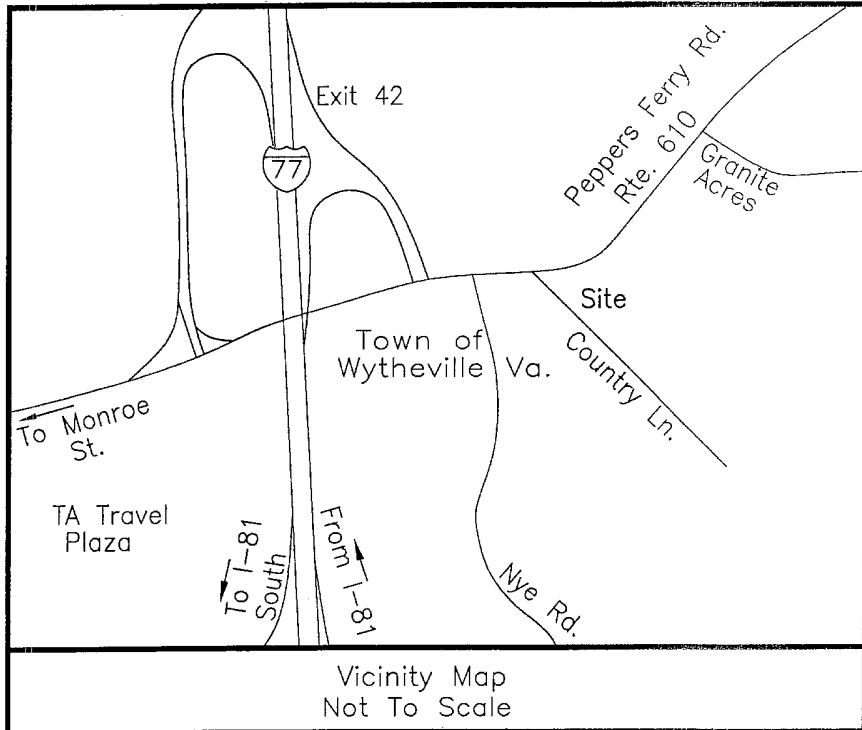 Exit 42
77
Peppers Ferry Rd.
Rte. 610
Granite
Acres
Site
Country Ln.
Town of
Wytheville Va.
To Monroe
St.
TA Travel
Plaza
To I-81
South
From I-81
Nye Rd.
Vicinity Map
Not To Scale